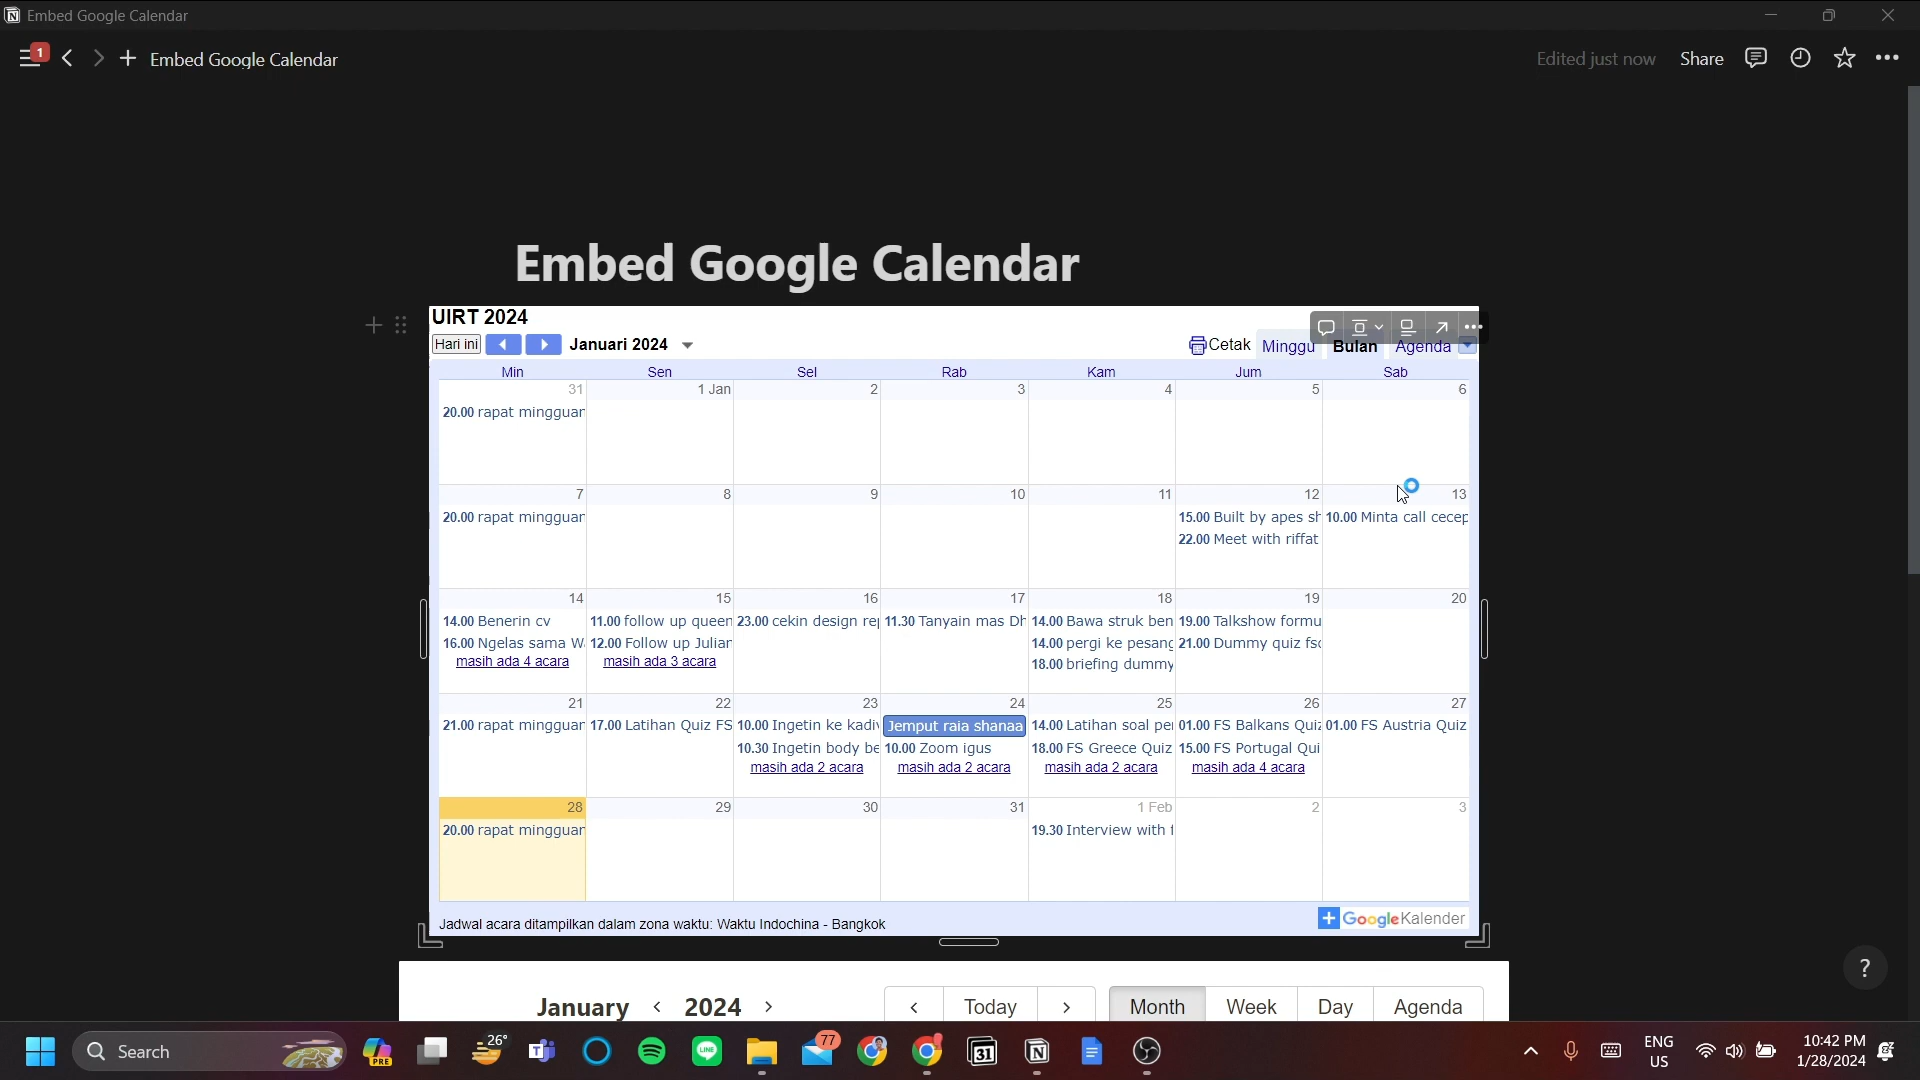 Embed Google Calendar
1
Embed Google Calendar
Edited just now
Share
Embed Google Calendar
UIRT 2024
Hari ini
Januari 2024
Cetak
Minggu
Bulan
Agenda
Min Sen Sel Rab Kam Jum Sab
31 1 Jan 2 3 4 5 6
20.00 rapat mingguan
7 8 9 10 11 12 13
20.00 rapat mingguan 15.00 Built by apes sh 10.00 Minta call cecep
22.00 Meet with riffat
14 15 16 17 18 19 20
14.00 Benerin cv 11.00 follow up queen 23.00 cekin design rep 11.30 Tanyain mas Dh 14.00 Bawa struk ben 19.00 Talkshow formu
16.00 Ngelas sama Wa 12.00 Follow up Julian 14.00 pergi ke pesang 21.00 Dummy quiz fsc
masih ada 4 acara masih ada 3 acara 18.00 briefing dummy
21 22 23 24 25 26 27
21.00 rapat mingguan 17.00 Latihan Quiz FS 10.00 Ingetin ke kadiv Jemput raia shanaa 14.00 Latihan soal per 01.00 FS Balkans Quiz 01.00 FS Austria Quiz
10.30 Ingetin body be 10.00 Zoom igus 18.00 FS Greece Quiz 15.00 FS Portugal Qui
masih ada 2 acara masih ada 2 acara masih ada 2 acara masih ada 4 acara
28 29 30 31 1 Feb 2 3
20.00 rapat mingguan 19.30 Interview with f
Jadwal acara ditampilkan dalam zona waktu: Waktu Indochina - Bangkok
Google Kalender
?
January 2024
Today
Month
Week
Day
Agenda
Search
PRE
26°
LINE
77
31
ENG
US
10:42 PM
1/28/2024